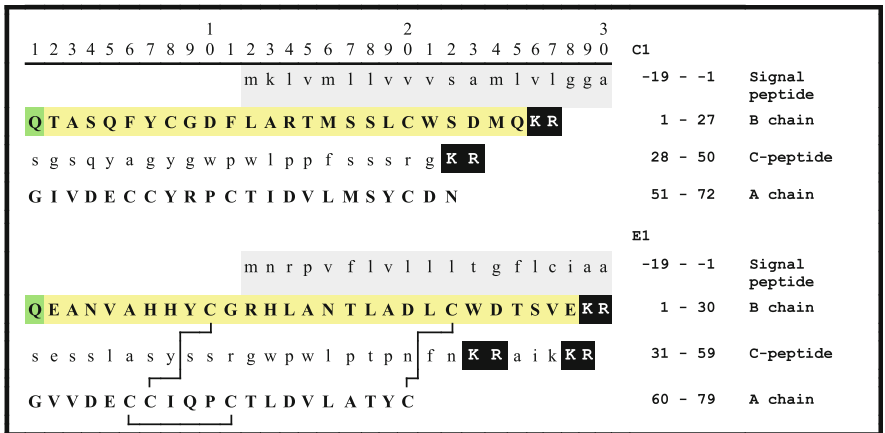 1 2 3
1 2 3 4 5 6 7 8 9 0 1 2 3 4 5 6 7 8 9 0 1 2 3 4 5 6 7 8 9 0 C1
m k l v m l l v v v s a m l v l g g a -19 - -1 Signal
peptide
Q T A S Q F Y C G D F L A R T M S S L C W S D M Q K R 1 - 27 B chain
s g s q y a g y g w p w l p p f s s s r g K R 28 - 50 C-peptide
G I V D E C C Y R P C T I D V L M S Y C D N 51 - 72 A chain
E1
m n r p v f l v l l l t g f l c i a a -19 - -1 Signal
peptide
Q E A N V A H H Y C G R H L A N T L A D L C W D T S V E K R 1 - 30 B chain
s e s s l a s y s s r g w p w l p t p n f n K R a i k K R 31 - 59 C-peptide
G V V D E C C I Q P C T L D V L A T Y C 60 - 79 A chain